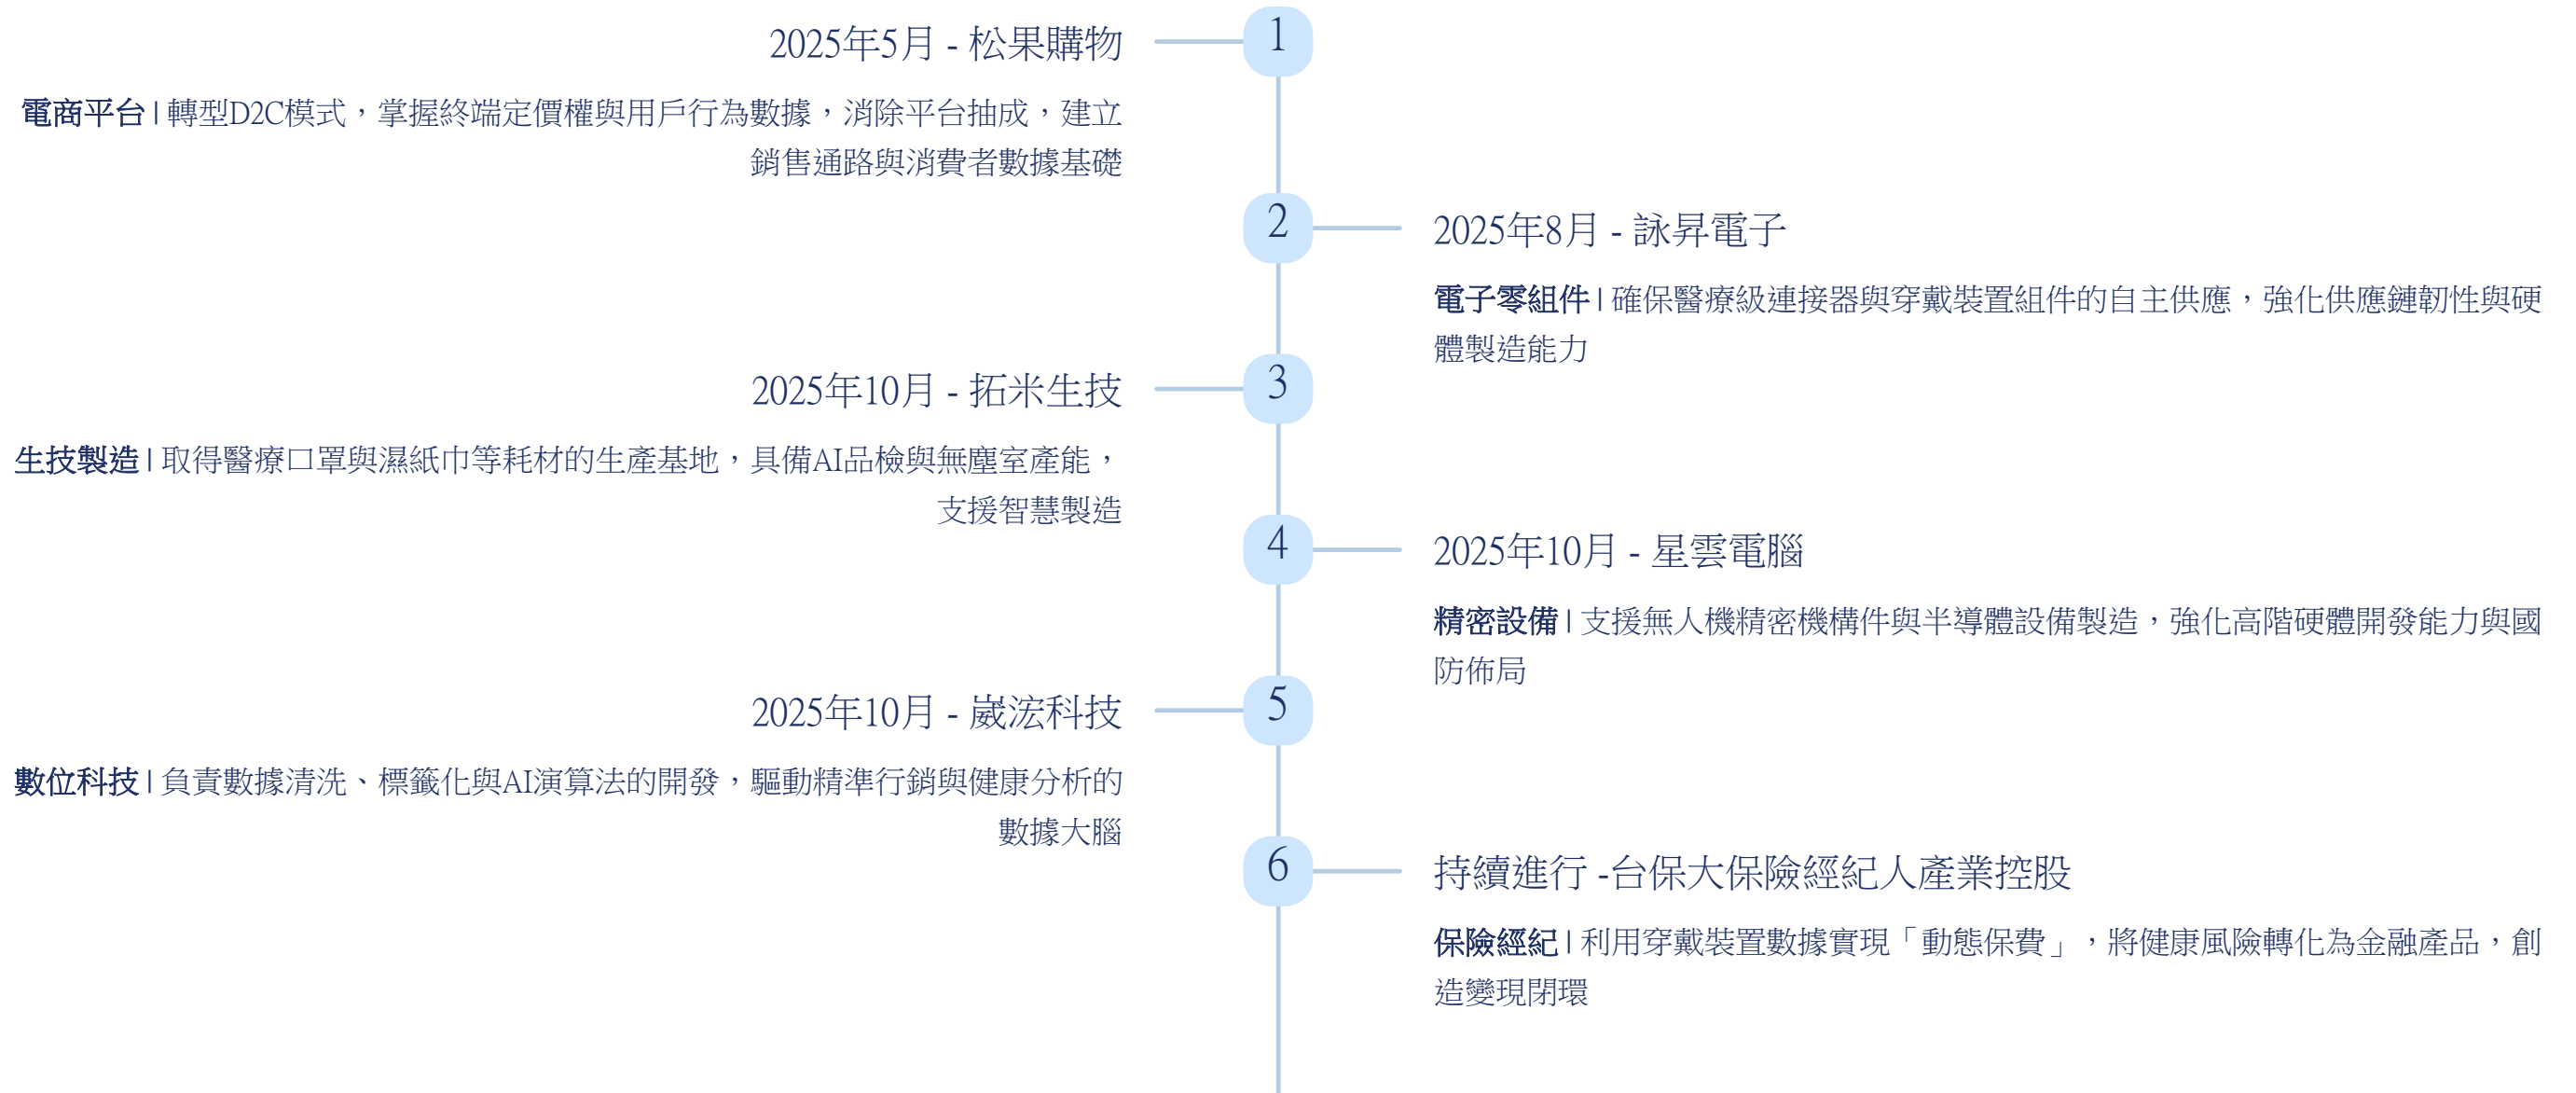 1
2025年5月 - 松果購物
電商平台 | 轉型D2C模式，掌握終端定價權與用戶行為數據，消除平台抽成，建立
銷售通路與消費者數據基礎
2
2025年8月 - 詠昇電子
電子零組件 | 確保醫療級連接器與穿戴裝置組件的自主供應，強化供應鏈韌性與硬
體製造能力
3
2025年10月 - 拓米生技
生技製造 | 取得醫療口罩與濕紙巾等耗材的生產基地，具備AI品檢與無塵室產能，
支援智慧製造
4
2025年10月 - 星雲電腦
精密設備 | 支援無人機精密機構件與半導體設備製造，強化高階硬體開發能力與國
防佈局
5
2025年10月 - 崴浤科技
數位科技 | 負責數據清洗、標籤化與AI演算法的開發，驅動精準行銷與健康分析的
數據大腦
6
持續進行 -台保大保險經紀人產業控股
保險經紀 | 利用穿戴裝置數據實現「動態保費」，將健康風險轉化為金融產品，創
造變現閉環